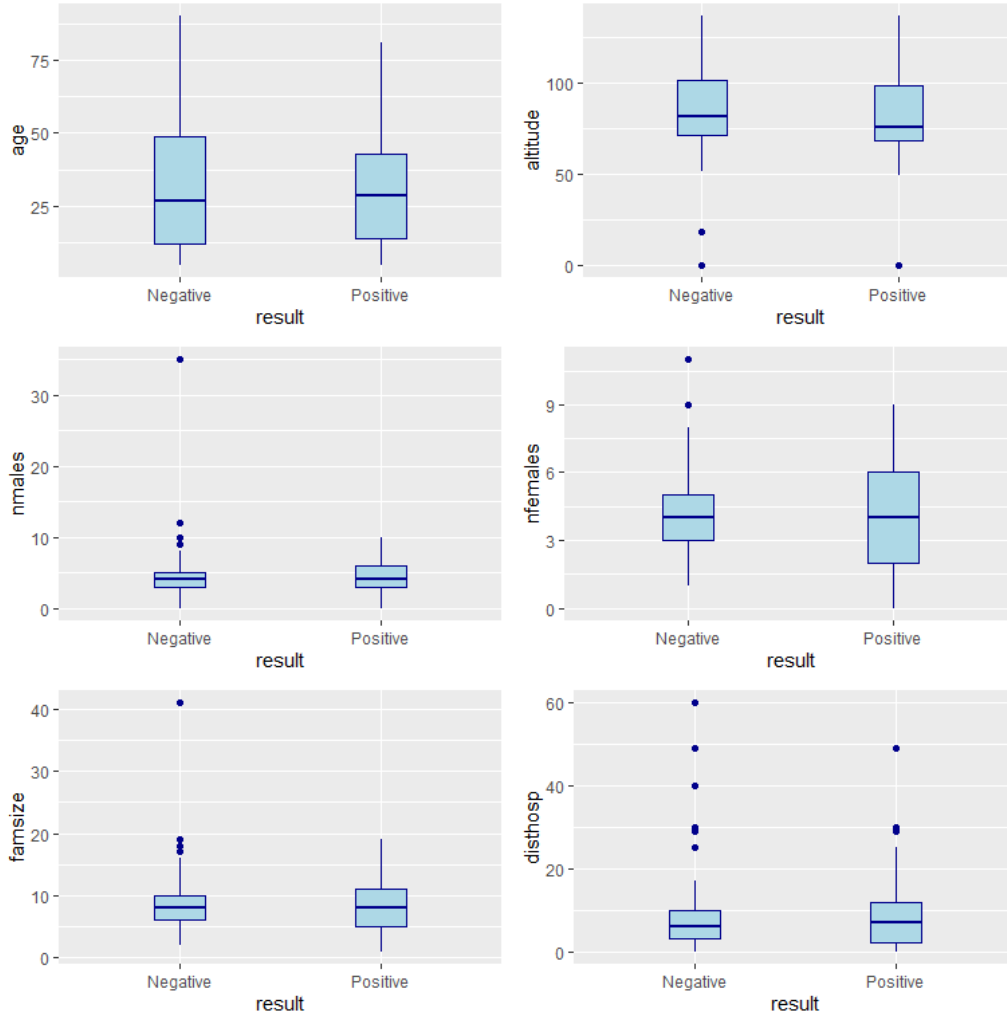 age
75
50
25
Negative Positive
result
altitude
100
50
0
Negative Positive
result
nmales
30
20
10
0
Negative Positive
result
nfemales
9
6
3
0
Negative Positive
result
famsize
40
30
20
10
0
Negative Positive
result
disthosp
60
40
20
0
Negative Positive
result